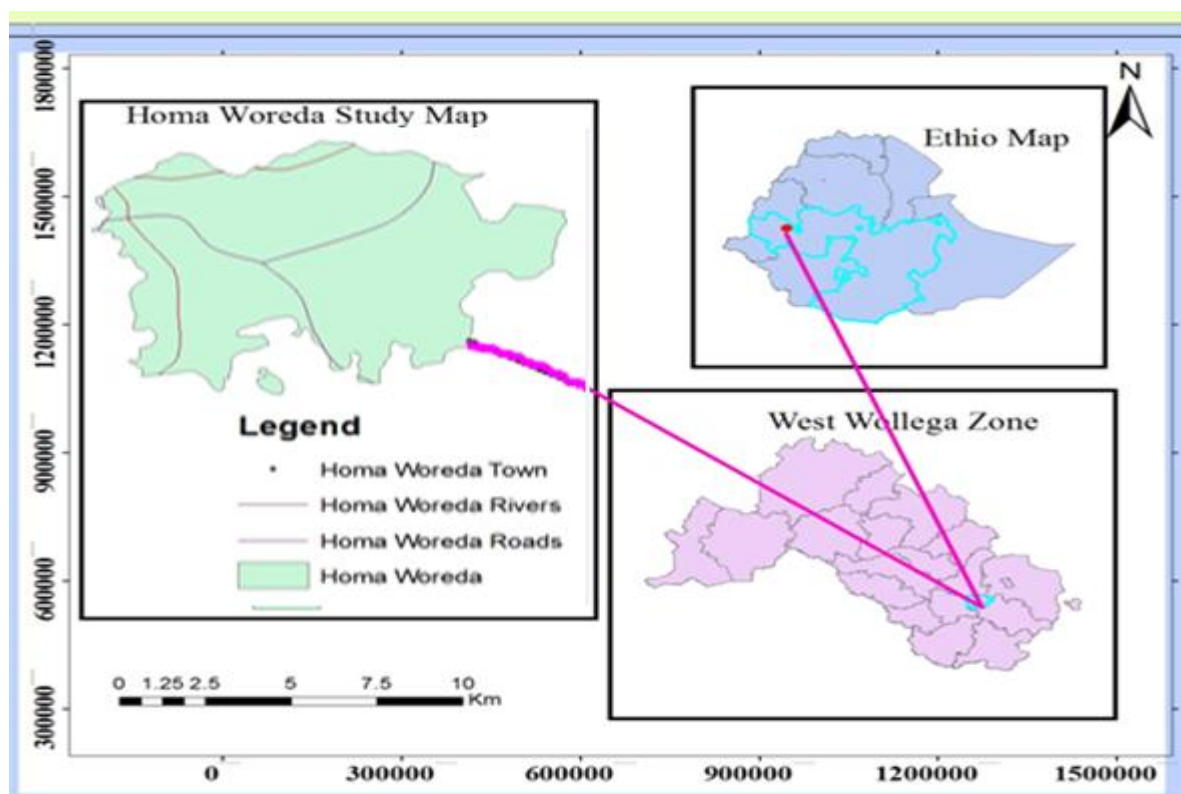 Homa Woreda Study Map
Ethio Map
N
West Wollega Zone
Legend
Homa Woreda Town
Homa Woreda Rivers
Homa Woreda Roads
Homa Woreda
0 1.25 2.5 5 7.5 10
Km
1800000
1500000
1200000
900000
600000
300000
0 300000 600000 900000 1200000 1500000